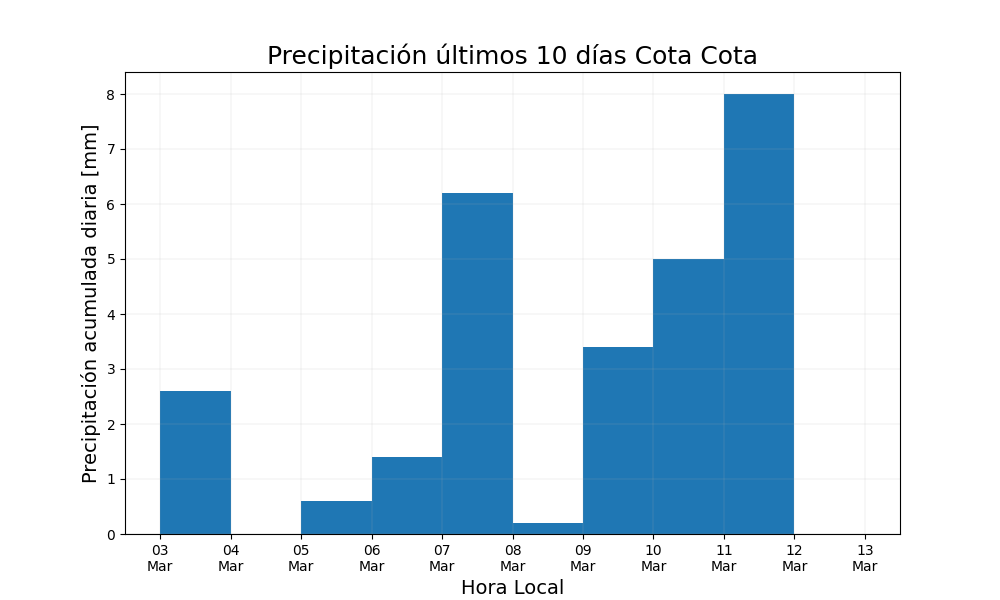 Precipitación últimos 10 días Cota Cota
Precipitación acumulada diaria [mm]
8
7
6
5
4
3
2
1
0
03 04 05 06 07 08 09 10 11 12 13
Mar Mar Mar Mar Mar Mar Mar Mar Mar Mar Mar
Hora Local